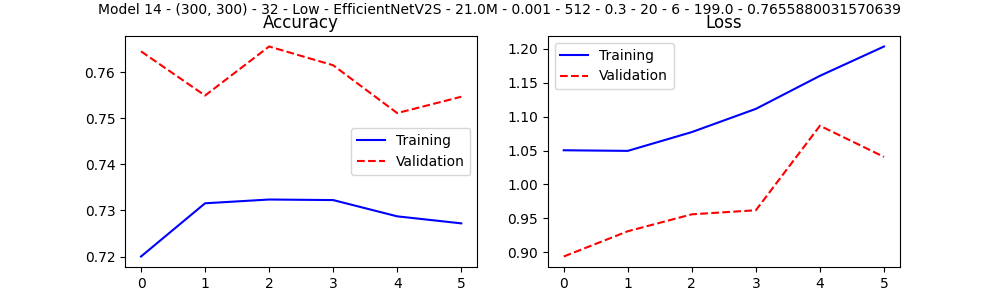 Model 14 - (300, 300) - 32 - Low - EfficientNetV2S - 21.0M - 0.001 - 512 - 0.3 - 20 - 6 - 199.0 - 0.7655880031570639
Accuracy
0.76
0.75
0.74
0.73
0.72
Training
Validation
0 1 2 3 4 5
Loss
Training
Validation
1.20
1.15
1.10
1.05
1.00
0.95
0.90
0 1 2 3 4 5